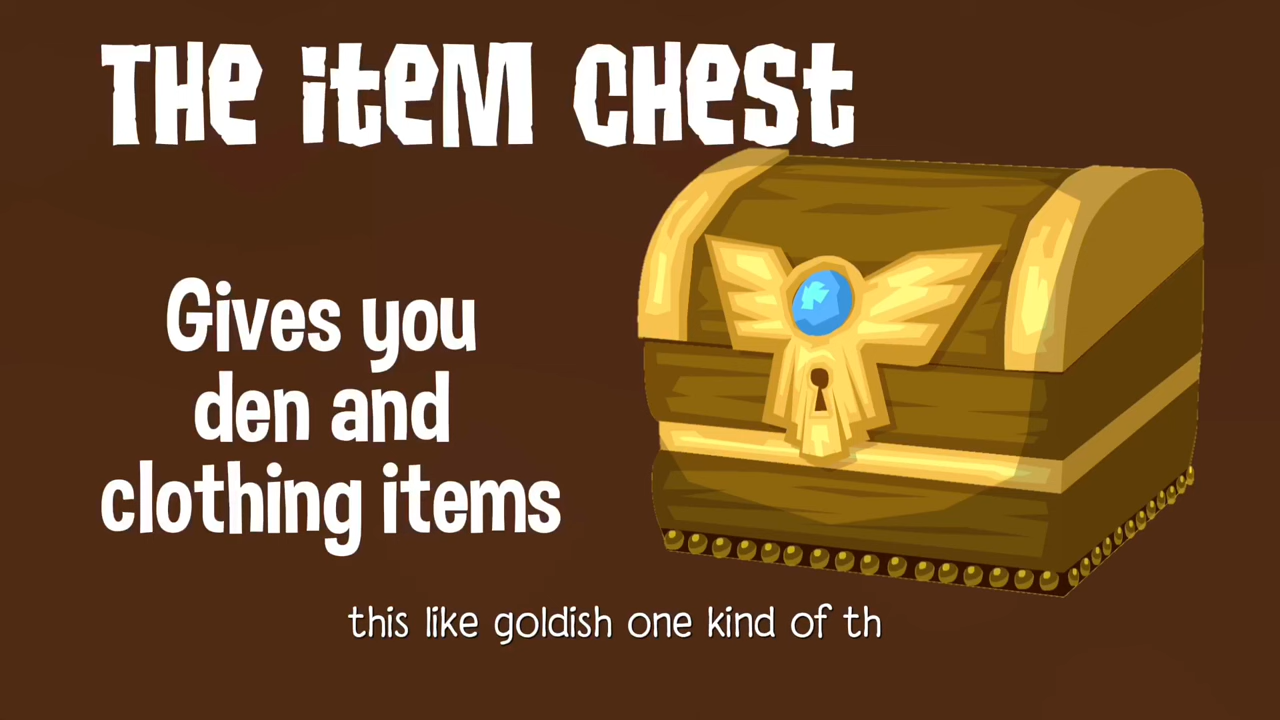 THe iteM CHeSt
Gives you
den and
clothing items
this like goldish one kind of th